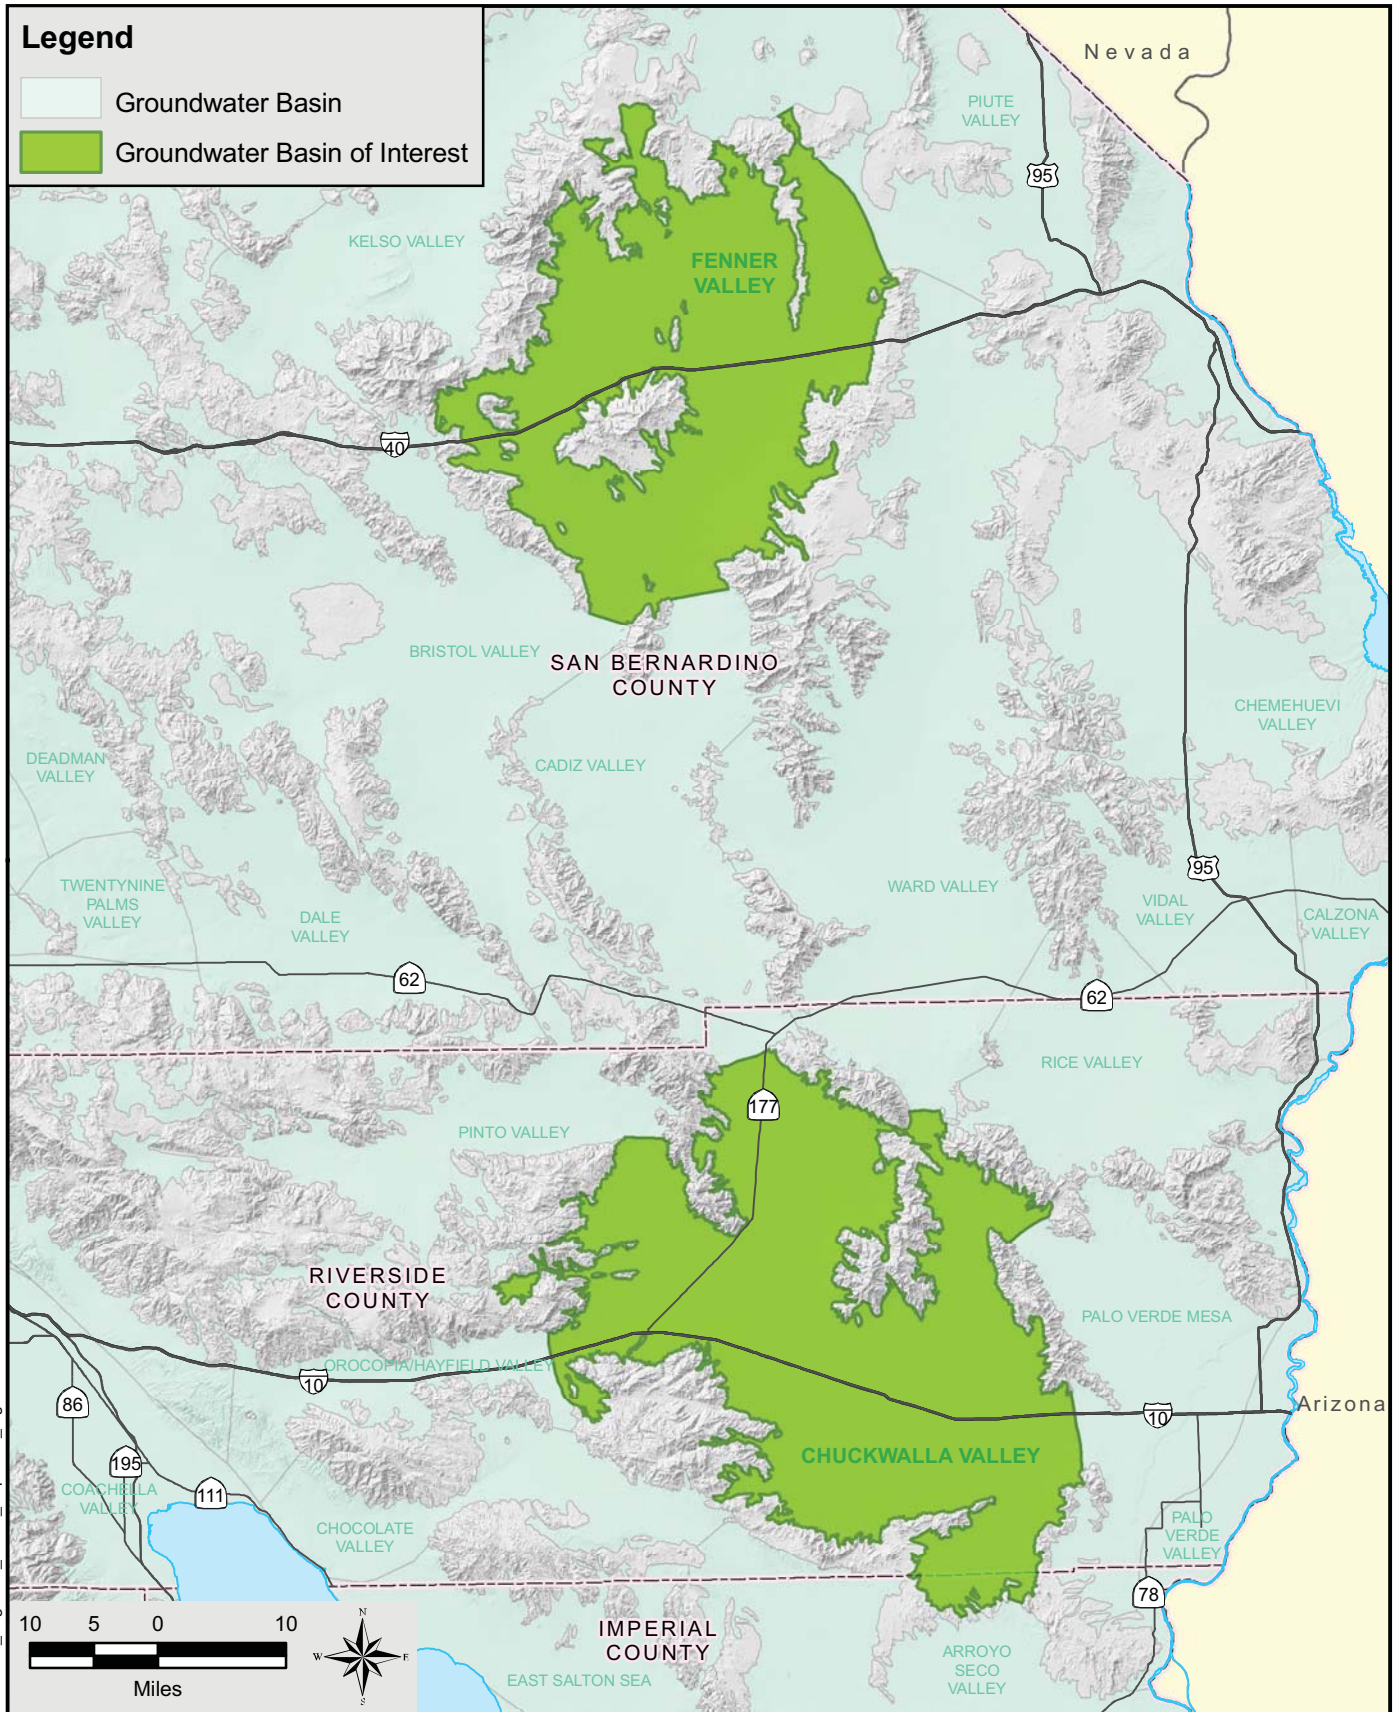 Legend
Groundwater Basin
Groundwater Basin of Interest
Nevada
PIUTE
VALLEY
95
KELSO VALLEY
FENNER
VALLEY
40
BRISTOL VALLEY
SAN BERNARDINO
COUNTY
CHEMEHUEVI
VALLEY
DEADMAN
VALLEY
CADIZ VALLEY
95
TWENTYNINE
PALMS
VALLEY
DALE
VALLEY
WARD VALLEY
VIDAL
VALLEY
CALZONA
VALLEY
62
62
RICE VALLEY
177
PINTO VALLEY
RIVERSIDE
COUNTY
PALO VERDE MESA
OROCOPIA/HAYFIELD VALLEY
10
86
10
Arizona
CHUCKWALLA VALLEY
195
COACHELLA
VALLEY
111
CHOCOLATE
VALLEY
PALO
VERDE
VALLEY
78
IMPERIAL
COUNTY
ARROYO
SECO
VALLEY
EAST SALTON SEA
10 5 0 10
Miles
N
W E
S